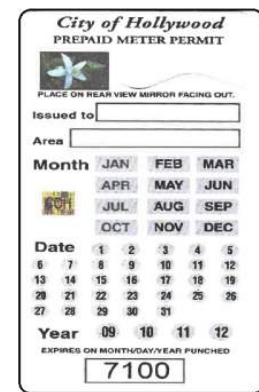 City of Hollywood
PREPAID METER PERMIT
PLACE ON REAR VIEW MIRROR FACING OUT.
Issued to
Area
Month JAN FEB MAR
APR MAY JUN
JUL AUG SEP
OCT NOV DEC
Date 1 2 3 4 5
6 7 8 9 10 11 12
13 14 15 16 17 18 19
20 21 22 23 24 25 26
27 28 29 30 31
Year 09 10 11 12
EXPIRES ON MONTH/DAY/YEAR PUNCHED
7100